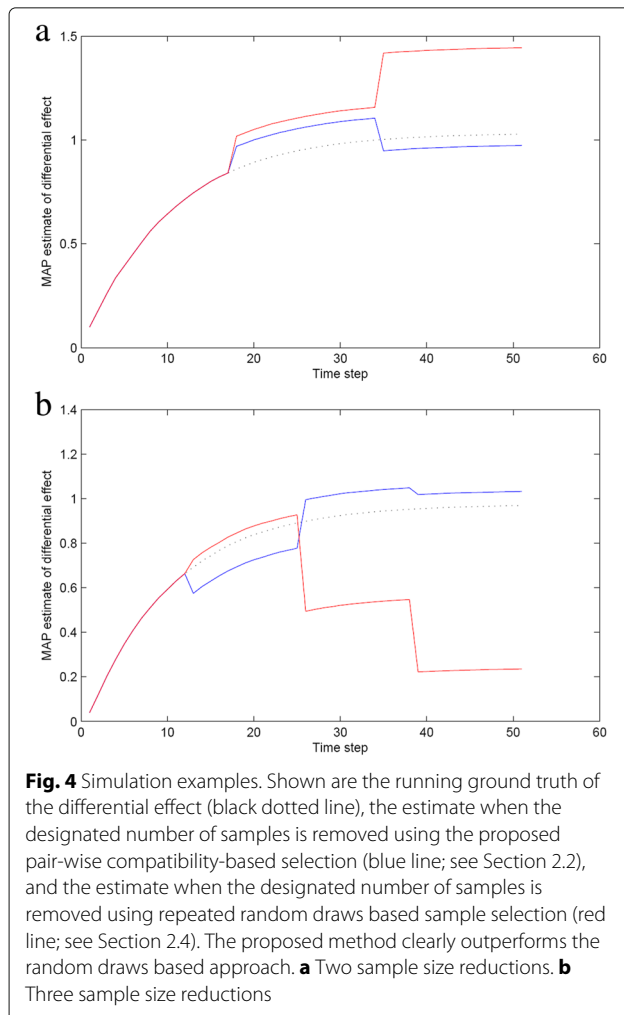 a
1.5
1
0.5
0
MAP estimate of differential effect
0 10 20 30 40 50 60
Time step
b
1.4
1.2
1
0.8
0.6
0.4
0.2
0
MAP estimate of differential effect
0 10 20 30 40 50 60
Time step
Fig. 4 Simulation examples. Shown are the running ground truth of
the differential effect (black dotted line), the estimate when the
designated number of samples is removed using the proposed
pair-wise compatibility-based selection (blue line; see Section 2.2),
and the estimate when the designated number of samples is
removed using repeated random draws based sample selection (red
line; see Section 2.4). The proposed method clearly outperforms the
random draws based approach. a Two sample size reductions. b
Three sample size reductions